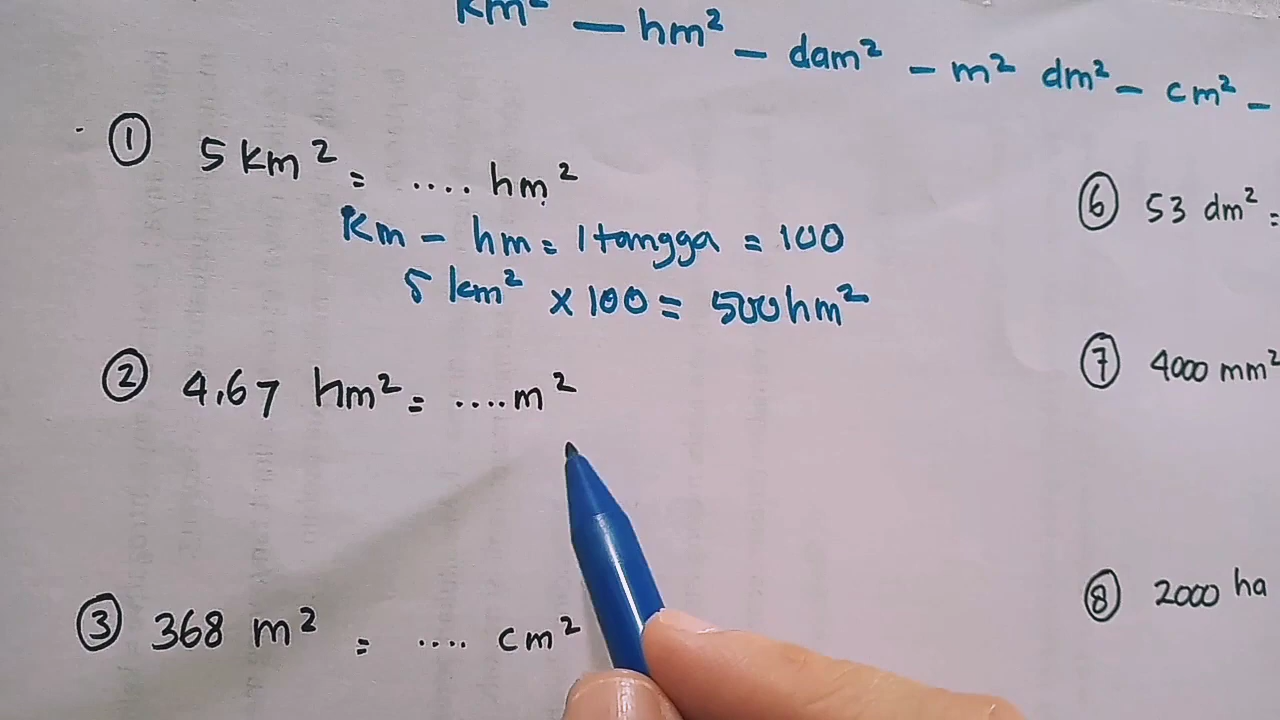 km² – hm² – dam² – m² dm² – cm² –
① 5 km² = .... hm²
Km – hm = 1 tangga = 100
5 km² × 100 = 500 hm²
② 4,67 hm² = ....m²
③ 368 m² = .... cm²
⑥ 53 dm² =
⑦ 4000 mm²
⑧ 2000 ha